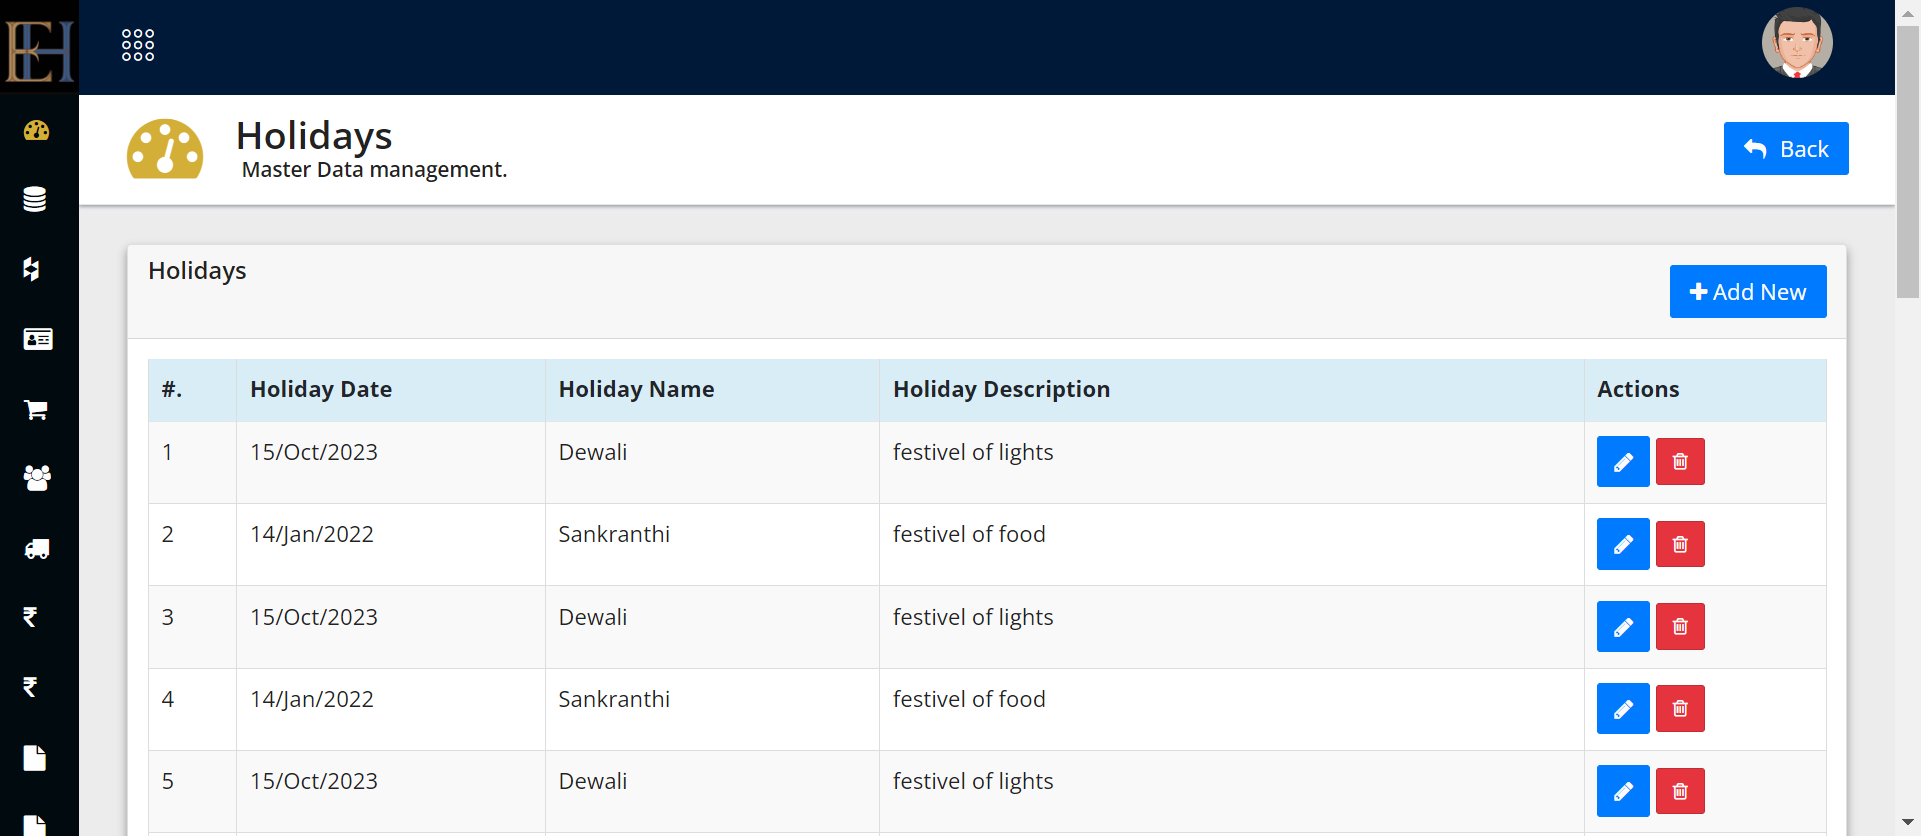 EH
Holidays
Master Data management.
Back
Holidays
Add New
#. Holiday Date Holiday Name Holiday Description Actions
1 15/Oct/2023 Dewali festivel of lights
2 14/Jan/2022 Sankranthi festivel of food
3 15/Oct/2023 Dewali festivel of lights
4 14/Jan/2022 Sankranthi festivel of food
5 15/Oct/2023 Dewali festivel of lights